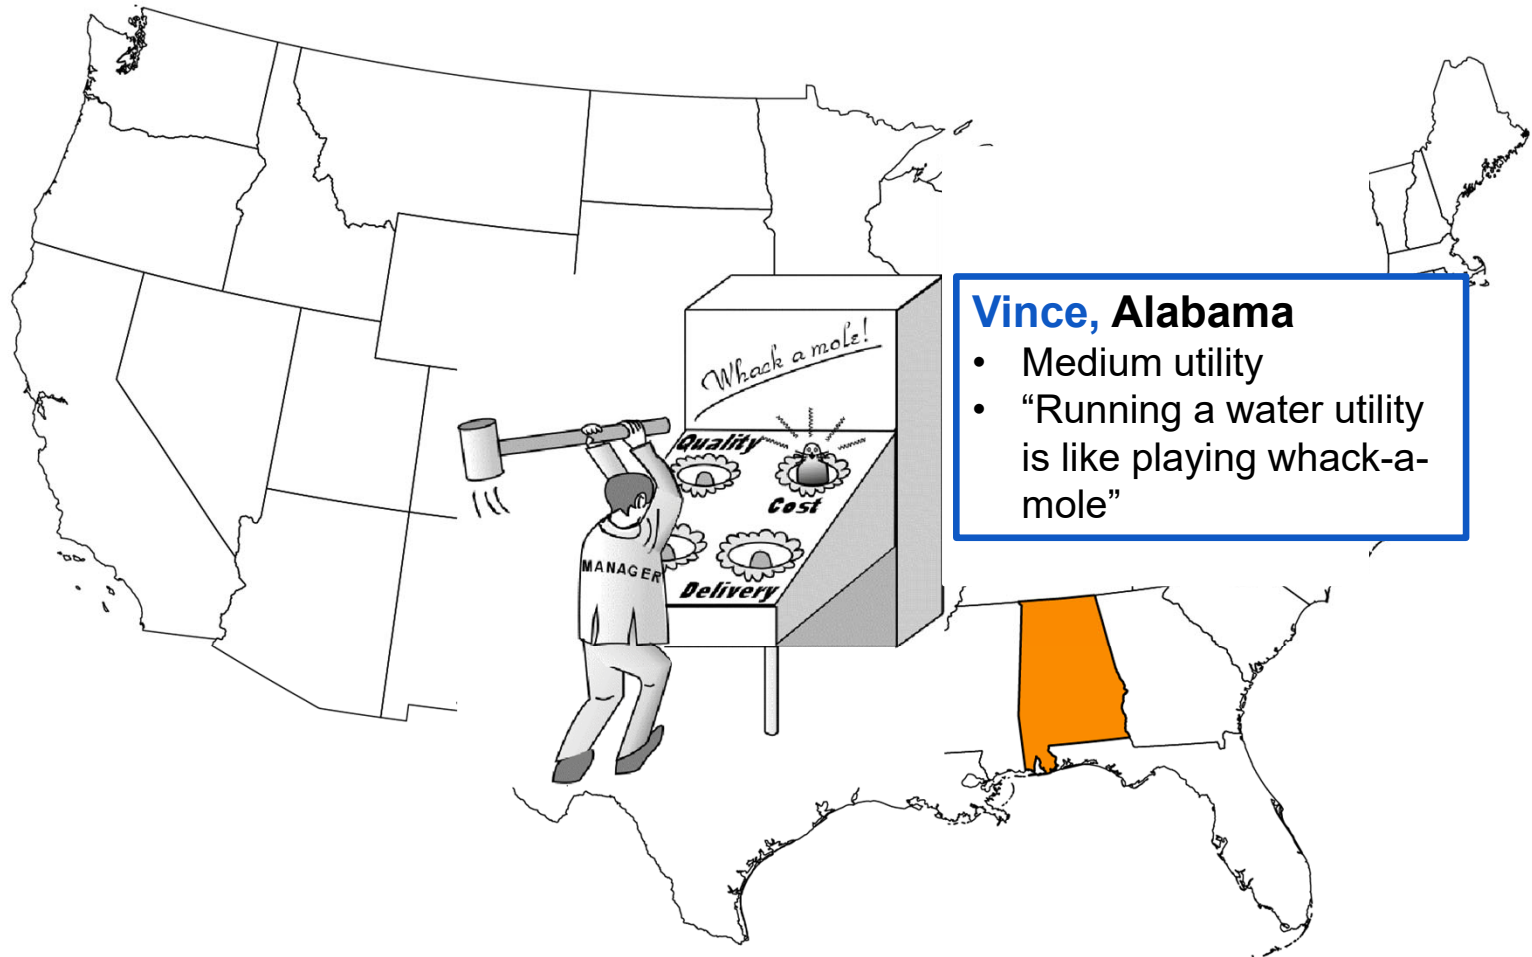 Whack a mole!
Quality
Cost
MANAGER
Delivery
Vince, Alabama
• Medium utility
• “Running a water utility
is like playing whack-a-
mole”